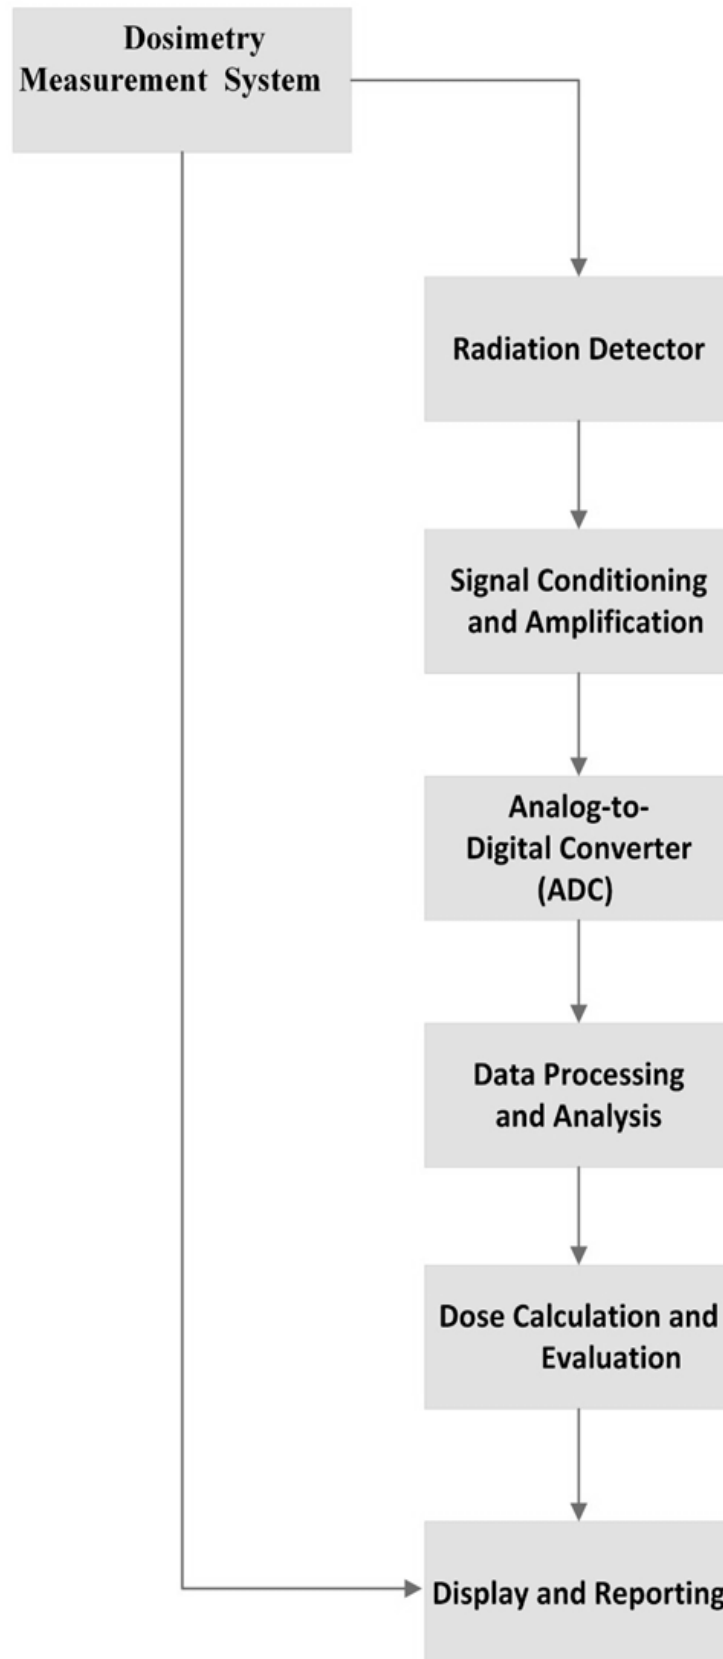 Dosimetry
Measurement System
Radiation Detector
Signal Conditioning
and Amplification
Analog-to-
Digital Converter
(ADC)
Data Processing
and Analysis
Dose Calculation and
Evaluation
Display and Reporting